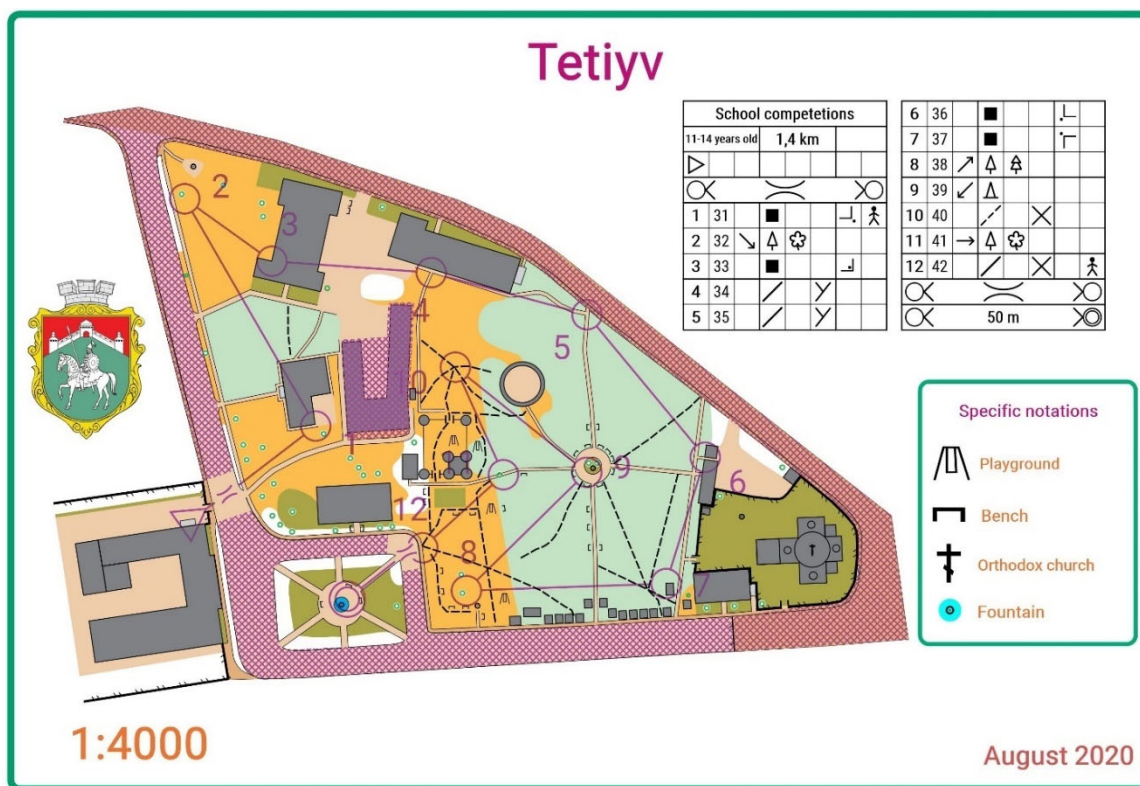 Tetiyv
School competetions
11-14 years old 1,4 km
1 31
2 32
3 33
4 34
5 35
6 36
7 37
8 38
9 39
10 40
11 41
12 42
50 m
2
3
4
5
10
1
9
6
12
8
7
Specific notations
Playground
Bench
Orthodox church
Fountain
1:4000
August 2020